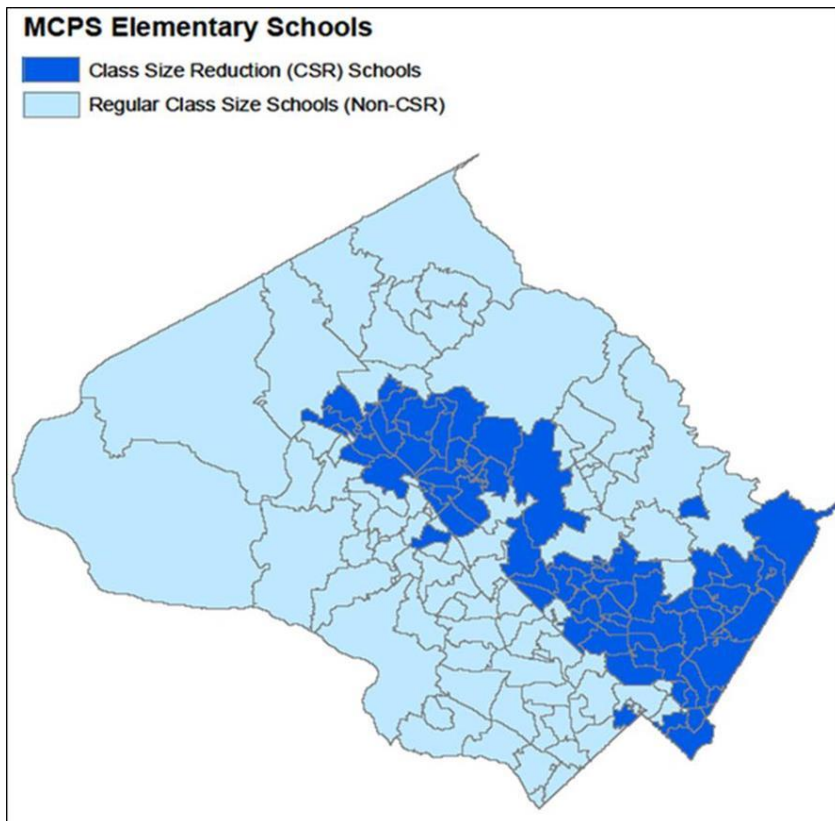 MCPS Elementary Schools
Class Size Reduction (CSR) Schools
Regular Class Size Schools (Non-CSR)